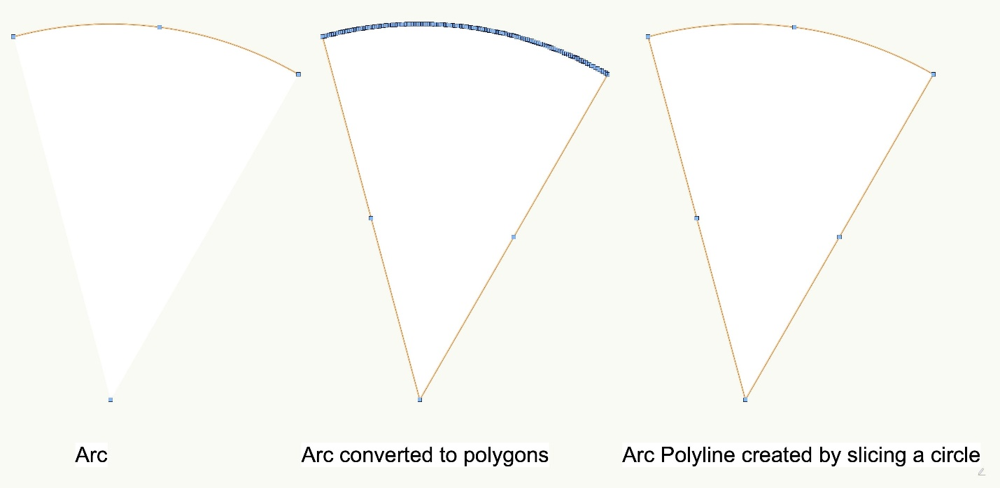 Arc
Arc converted to polygons
Arc Polyline created by slicing a circle